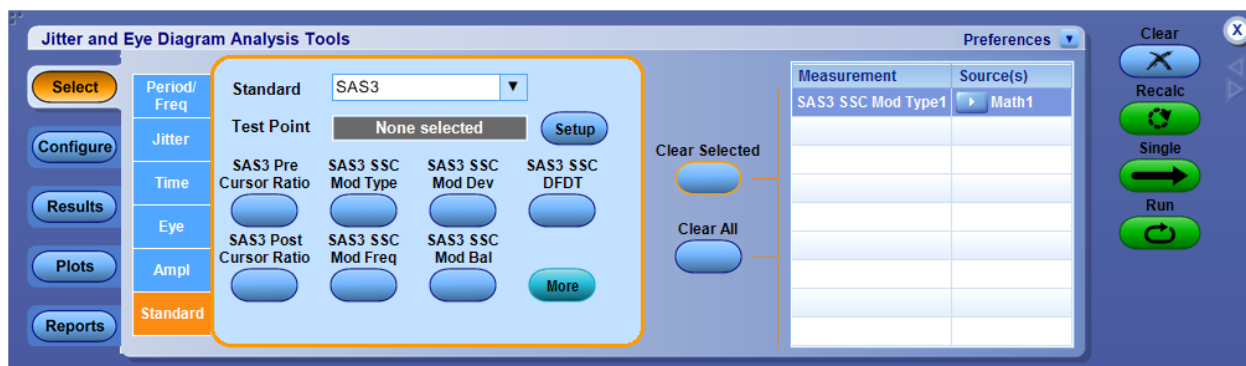 Jitter and Eye Diagram Analysis Tools
Preferences
Clear
X
Select
Configure
Results
Plots
Reports
Period/
Freq
Jitter
Time
Eye
Ampl
Standard
Standard
SAS3
Test Point
None selected
Setup
SAS3 Pre
Cursor Ratio
SAS3 SSC
Mod Type
SAS3 SSC
Mod Dev
SAS3 SSC
DFDT
SAS3 Post
Cursor Ratio
SAS3 SSC
Mod Freq
SAS3 SSC
Mod Bal
More
Clear Selected
Clear All
Measurement
Source(s)
SAS3 SSC Mod Type1
Math1
Recalc
Single
Run